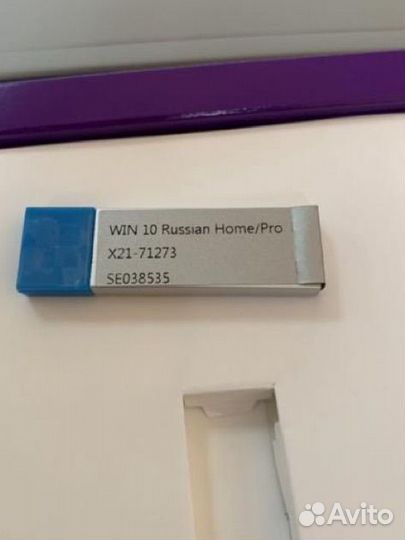 WIN 10 Russian Home/Pro
X21-71273
SE038535
Avito